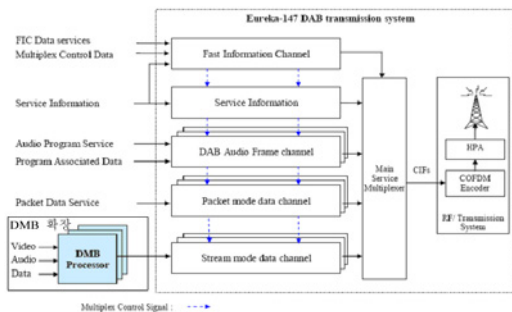 Eureka-147 DAB transmission system
FIC Data services
Multiplex Control Data
Fast Information Channel
Service Information
Service Information
Audio Program Service
Program Associated Data
DAB Audio Frame channel
Packet Data Service
Packet mode data channel
DMB 확장
Video
Audio
Data
DMB
Processor
Stream mode data channel
Main
Service
Multiplexer
CIFs
HPA
COFDM
Encoder
RF/ Transmission
System
Multiplex Control Signal :